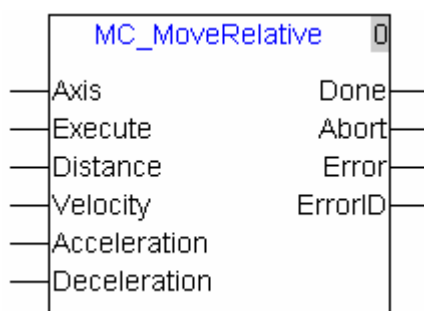 MC_MoveRelative 0
Axis Done
Execute Abort
Distance Error
Velocity ErrorID
Acceleration
Deceleration